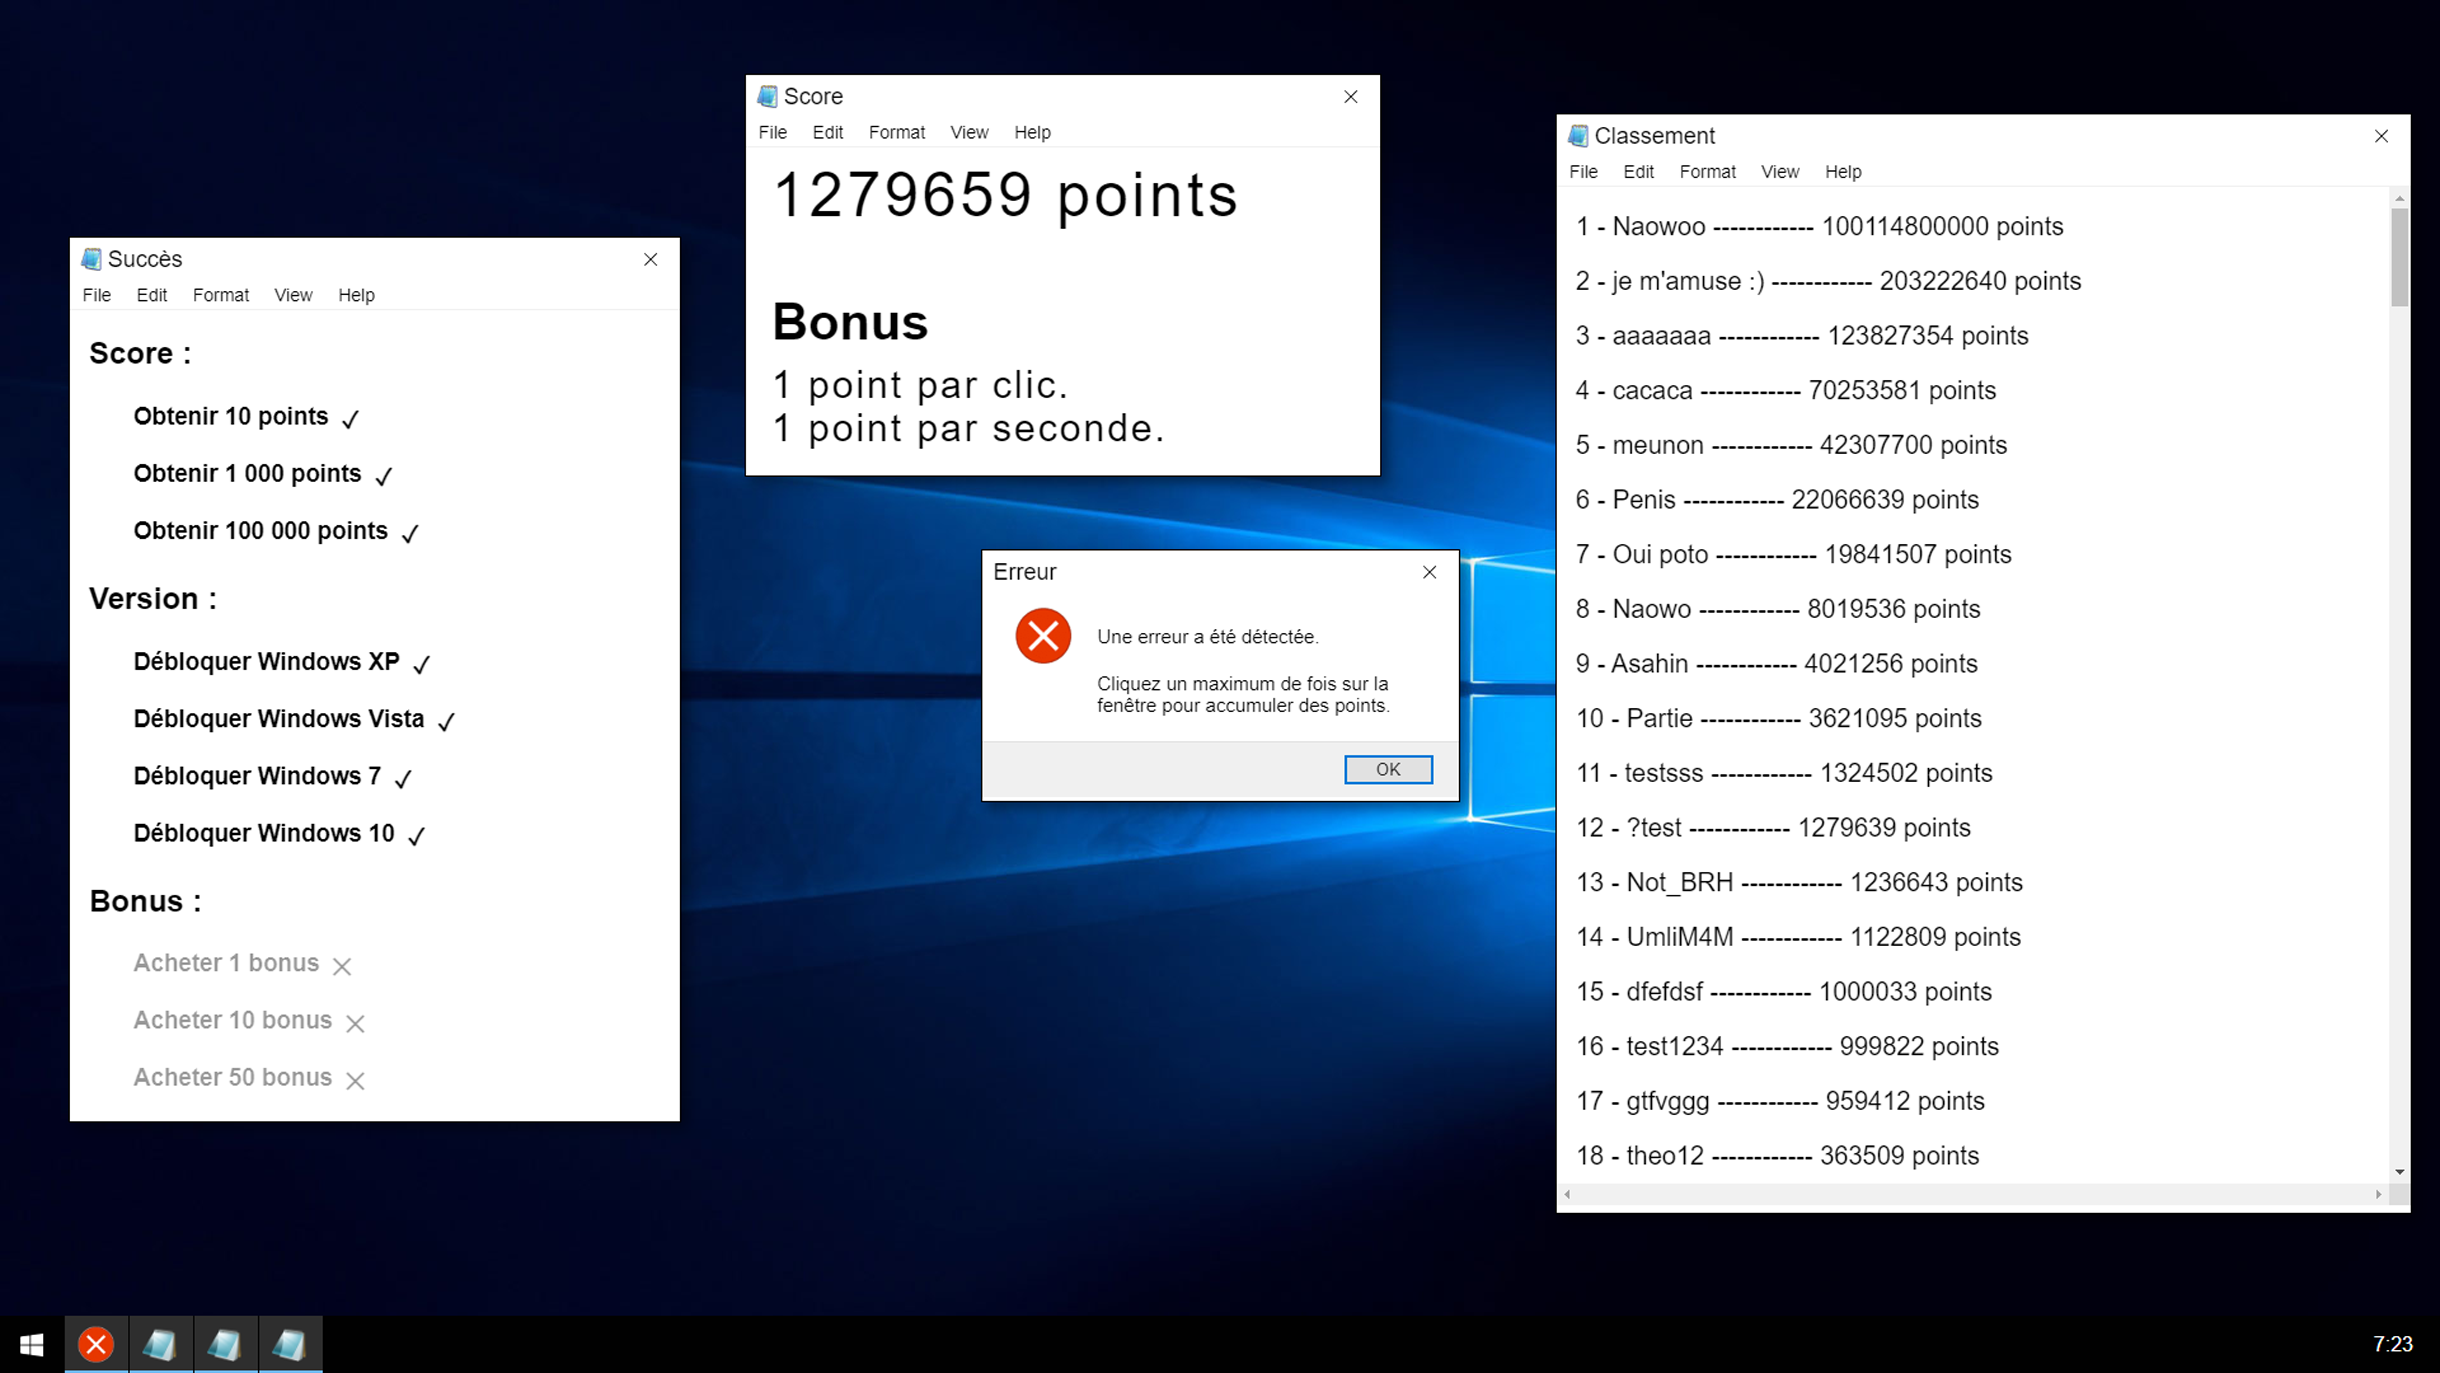 Score
File Edit Format View Help
1279659 points
Bonus
1 point par clic.
1 point par seconde.
Succès
File Edit Format View Help
Score :
Obtenir 10 points ✓
Obtenir 1 000 points ✓
Obtenir 100 000 points ✓
Version :
Débloquer Windows XP ✓
Débloquer Windows Vista ✓
Débloquer Windows 7 ✓
Débloquer Windows 10 ✓
Bonus :
Acheter 1 bonus ×
Acheter 10 bonus ×
Acheter 50 bonus ×
Erreur
Une erreur a été détectée.
Cliquez un maximum de fois sur la
fenêtre pour accumuler des points.
OK
Classement
File Edit Format View Help
1 - Naowoo ------------ 100114800000 points
2 - je m'amuse :) ------------ 203222640 points
3 - aaaaaaa ------------ 123827354 points
4 - cacaca ------------ 70253581 points
5 - meunon ------------ 42307700 points
6 - Penis ------------ 22066639 points
7 - Oui poto ------------ 19841507 points
8 - Naowo ------------ 8019536 points
9 - Asahin ------------ 4021256 points
10 - Partie ------------ 3621095 points
11 - testsss ------------ 1324502 points
12 - ?test ------------ 1279639 points
13 - Not_BRH ------------ 1236643 points
14 - UmliM4M ------------ 1122809 points
15 - dfefdsf ------------ 1000033 points
16 - test1234 ------------ 999822 points
17 - gtfvggg ------------ 959412 points
18 - theo12 ------------ 363509 points
7:23